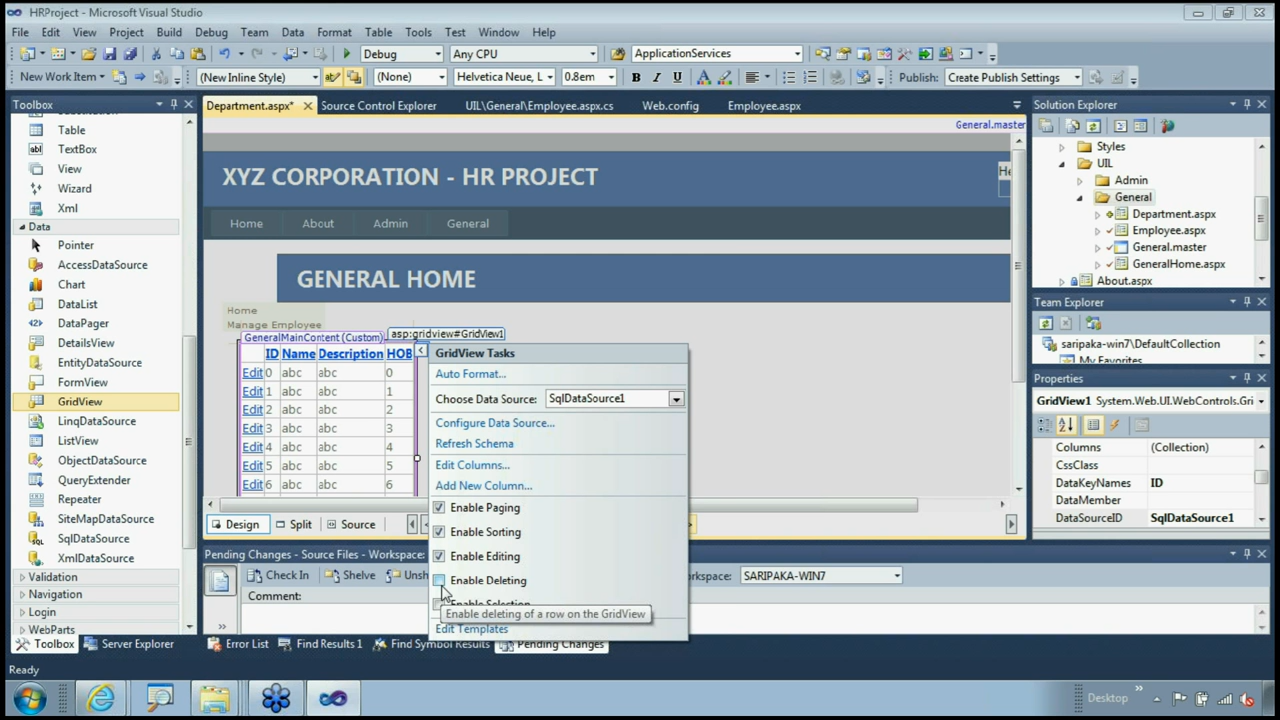 HRProject - Microsoft Visual Studio
File Edit View Project Build Debug Team Data Format Table Tools Test Window Help
Debug Any CPU ApplicationServices
New Work Item (New Inline Style) (None) Helvetica Neue, L 0.8em B I U A Publish: Create Publish Settings
Toolbox
Table
TextBox
View
Wizard
Xml
Data
Pointer
AccessDataSource
Chart
DataList
DataPager
DetailsView
EntityDataSource
FormView
GridView
LinqDataSource
ListView
ObjectDataSource
QueryExtender
Repeater
SiteMapDataSource
SqlDataSource
XmlDataSource
Validation
Navigation
Login
WebParts
Toolbox Server Explorer
Department.aspx* Source Control Explorer UIL\General\Employee.aspx.cs Web.config Employee.aspx
General.master
XYZ CORPORATION - HR PROJECT
He
Home About Admin General
GENERAL HOME
Home
Manage Employee
GeneralMainContent (Custom) asp:gridview#GridView1
ID Name Description HOB
Edit 0 abc abc 0
Edit 1 abc abc 1
Edit 2 abc abc 2
Edit 3 abc abc 3
Edit 4 abc abc 4
Edit 5 abc abc 5
Edit 6 abc abc 6
GridView Tasks
Auto Format...
Choose Data Source: SqlDataSource1
Configure Data Source...
Refresh Schema
Edit Columns...
Add New Column...
Enable Paging
Enable Sorting
Enable Editing
Enable Deleting
Enable Selection
Enable deleting of a row on the GridView
Edit Templates
Design Split Source
Pending Changes - Source Files - Workspace:
Check In Shelve Unsh
Workspace: SARIPAKA-WIN7
Comment:
Error List Find Results 1 Find Symbol Results Pending Changes
Solution Explorer
Styles
UIL
Admin
General
Department.aspx
Employee.aspx
General.master
GeneralHome.aspx
About.aspx
Team Explorer
saripaka-win7\DefaultCollection
My Favorites
Properties
GridView1 System.Web.UI.WebControls.Gri
Columns (Collection)
CssClass
DataKeyNames ID
DataMember
DataSourceID SqlDataSource1
Ready
Desktop